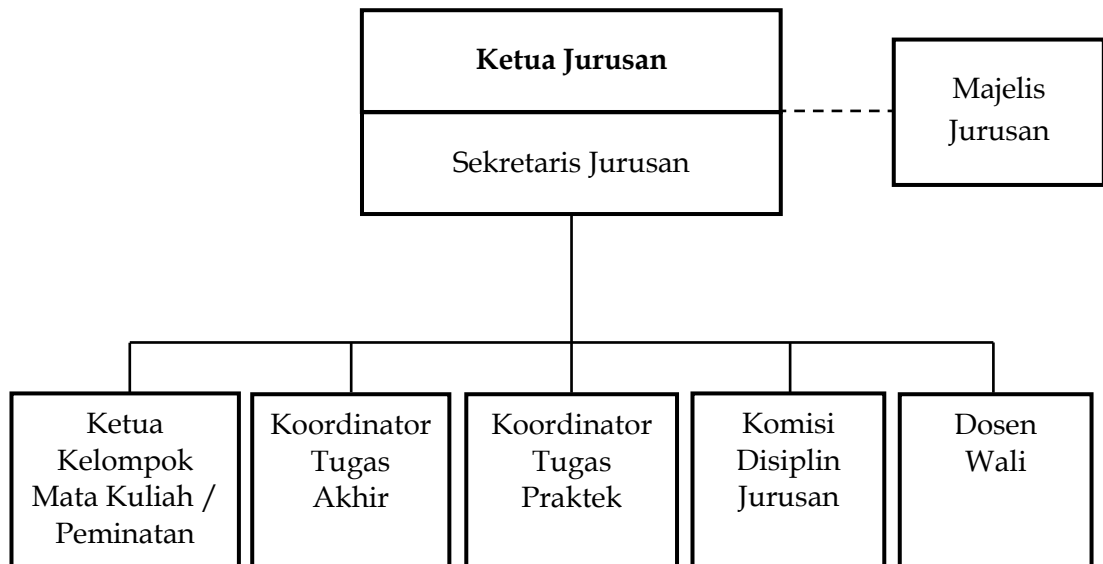 Ketua Jurusan
Majelis
Jurusan
Sekretaris Jurusan
Ketua
Kelompok
Mata Kuliah /
Peminatan
Koordinator
Tugas
Akhir
Koordinator
Tugas
Praktek
Komisi
Disiplin
Jurusan
Dosen
Wali